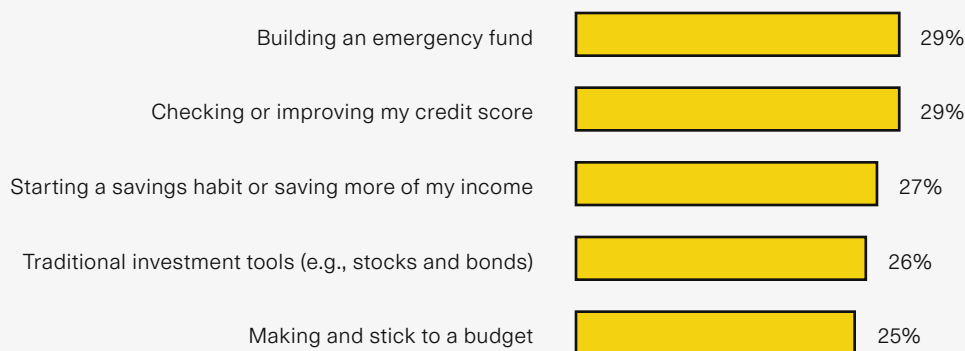 Building an emergency fund 29%
Checking or improving my credit score 29%
Starting a savings habit or saving more of my income 27%
Traditional investment tools (e.g., stocks and bonds) 26%
Making and stick to a budget 25%